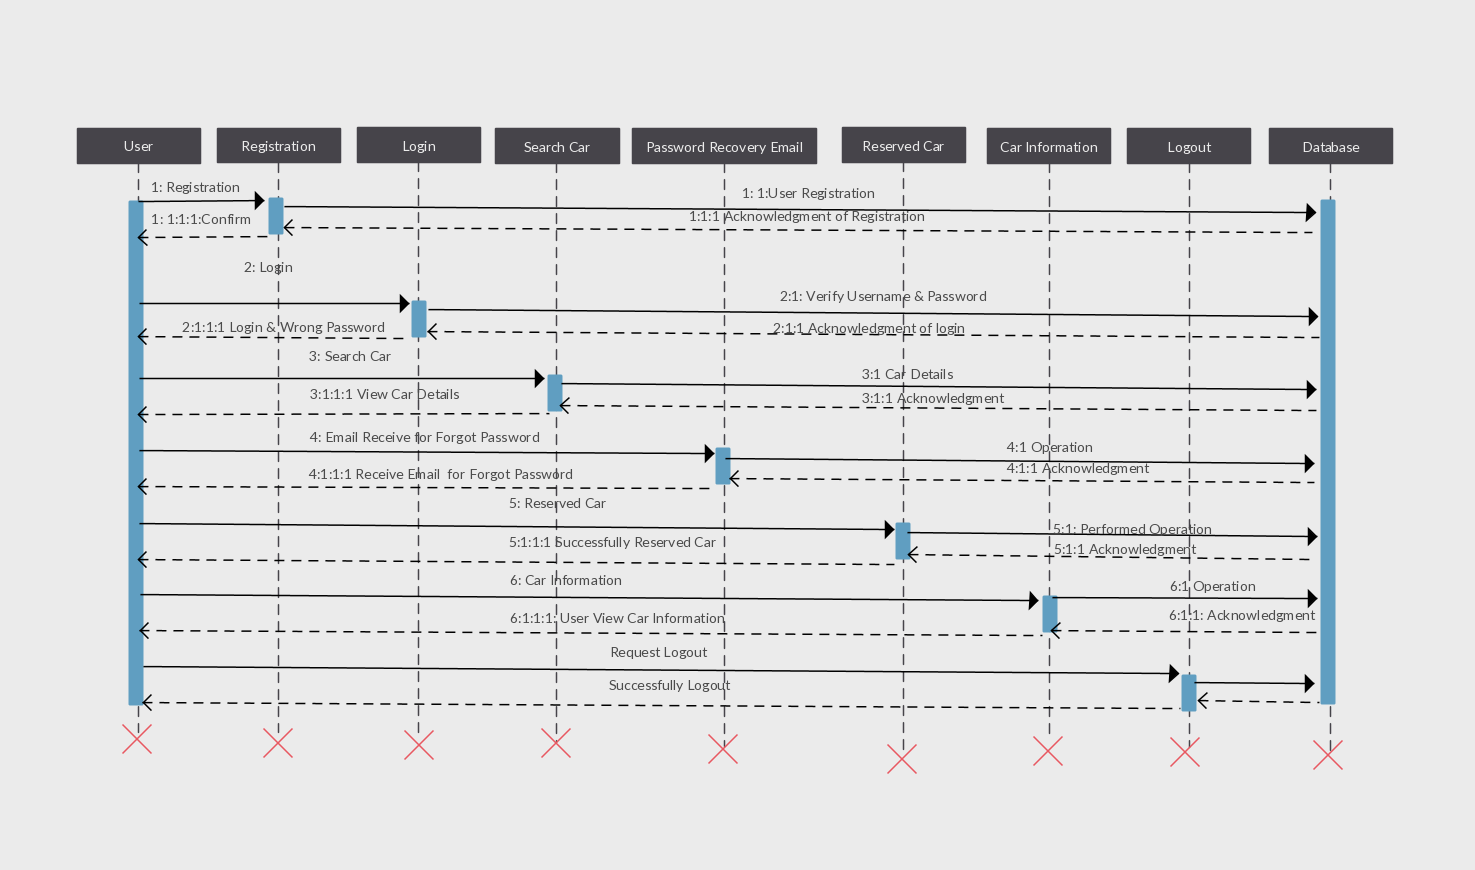 User
Registration
Login
Search Car
Password Recovery Email
Reserved Car
Car Information
Logout
Database
1: Registration
1: 1:User Registration
1: 1:1:1:Confirm
1:1:1 Acknowledgment of Registration
2: Login
2:1: Verify Username & Password
2:1:1:1 Login & Wrong Password
2:1:1 Acknowledgment of login
3: Search Car
3:1 Car Details
3:1:1:1 View Car Details
3:1:1 Acknowledgment
4: Email Receive for Forgot Password
4:1 Operation
4:1:1:1 Receive Email  for Forgot Password
4:1:1 Acknowledgment
5: Reserved Car
5:1: Performed Operation
5:1:1:1 Successfully Reserved Car
5:1:1 Acknowledgment
6: Car Information
6:1 Operation
6:1:1:1: User View Car Information
6:1:1: Acknowledgment
Request Logout
Successfully Logout